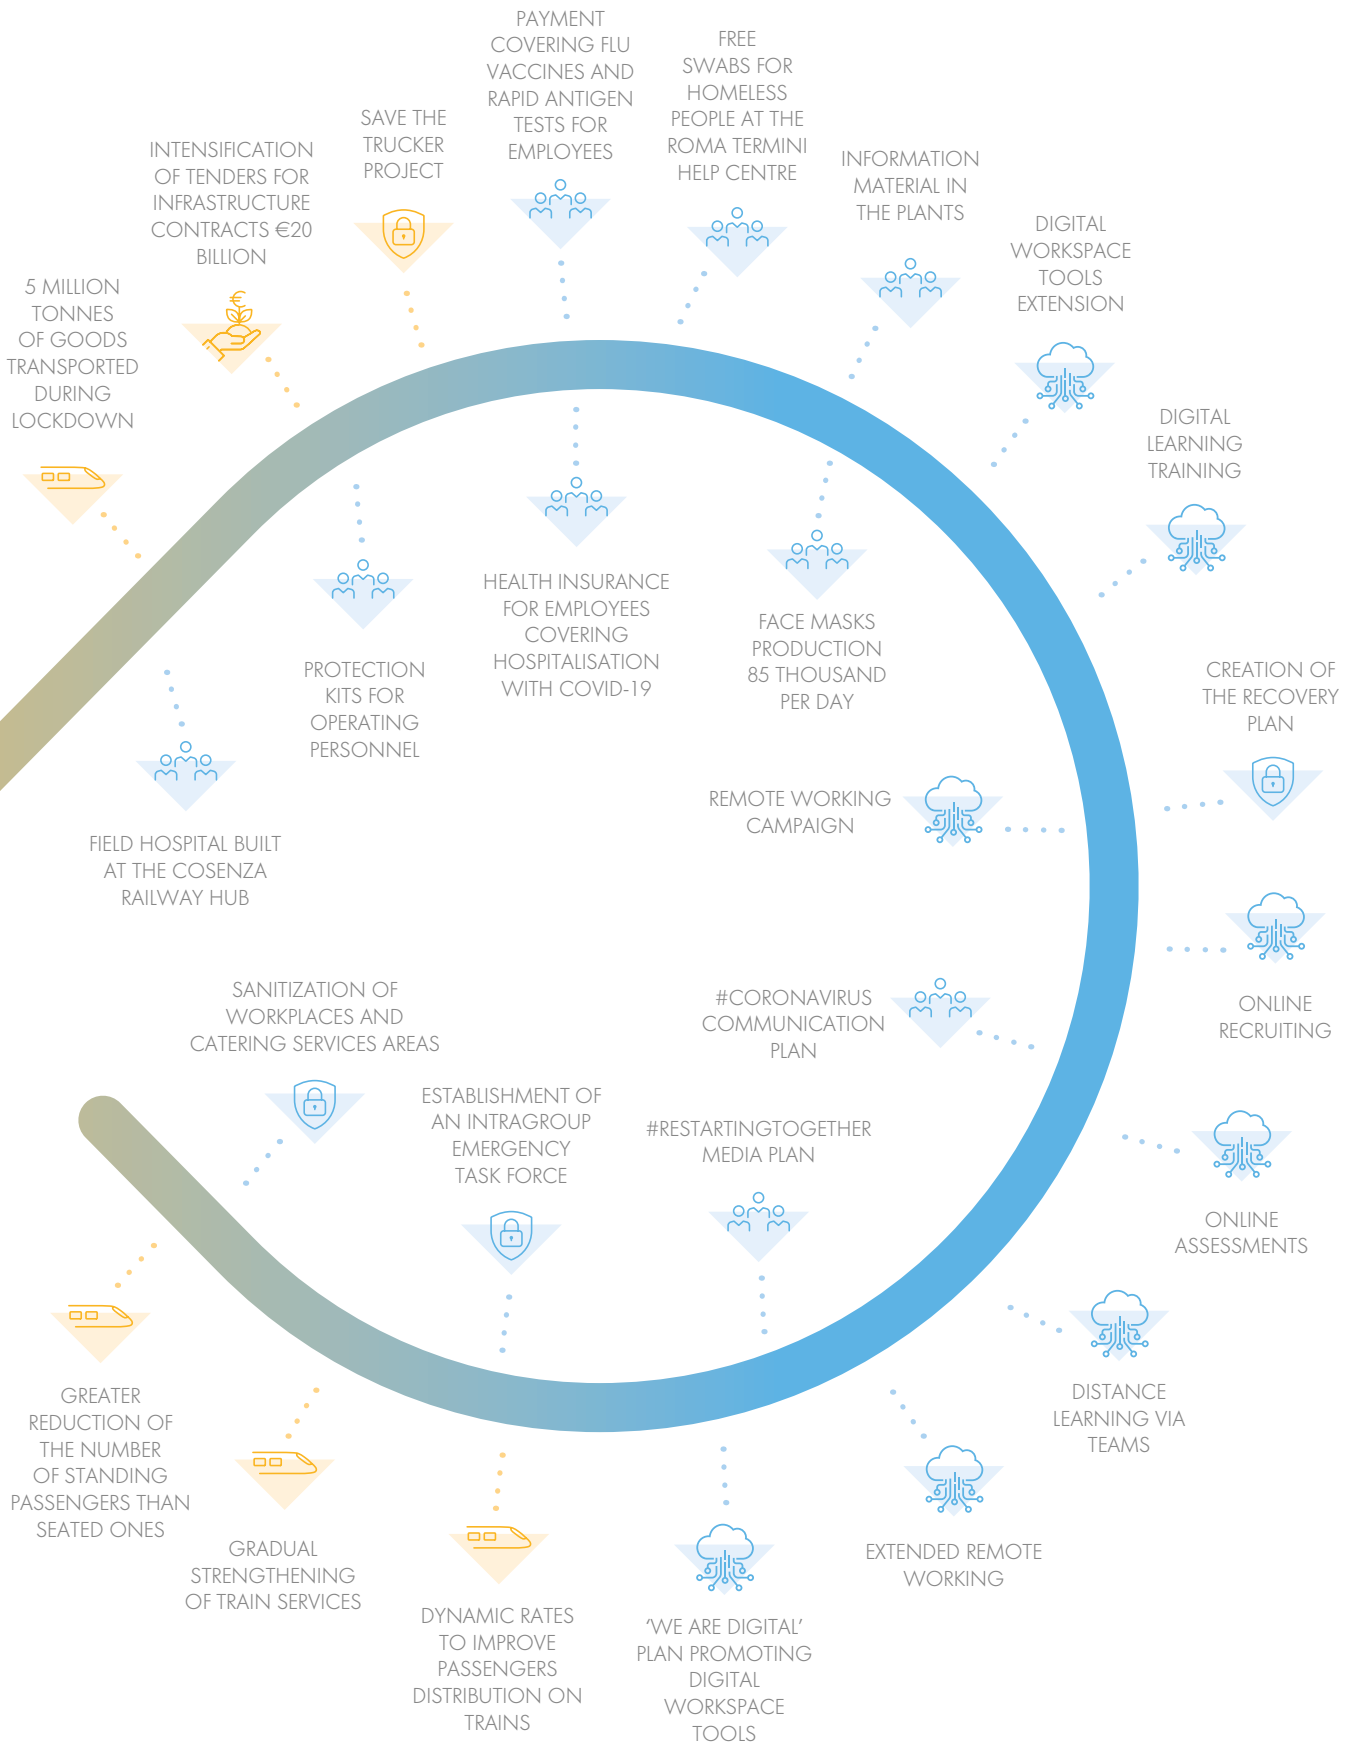 PAYMENT
COVERING FLU
VACCINES AND
RAPID ANTIGEN
TESTS FOR
EMPLOYEES
FREE
SWABS FOR
HOMELESS
PEOPLE AT THE
ROMA TERMINI
HELP CENTRE
SAVE THE
TRUCKER
PROJECT
INTENSIFICATION
OF TENDERS FOR
INFRASTRUCTURE
CONTRACTS €20
BILLION
INFORMATION
MATERIAL IN
THE PLANTS
DIGITAL
WORKSPACE
TOOLS
EXTENSION
5 MILLION
TONNES
OF GOODS
TRANSPORTED
DURING
LOCKDOWN
DIGITAL
LEARNING
TRAINING
HEALTH INSURANCE
FOR EMPLOYEES
COVERING
HOSPITALISATION
WITH COVID-19
FACE MASKS
PRODUCTION
85 THOUSAND
PER DAY
PROTECTION
KITS FOR
OPERATING
PERSONNEL
CREATION OF
THE RECOVERY
PLAN
REMOTE WORKING
CAMPAIGN
FIELD HOSPITAL BUILT
AT THE COSENZA
RAILWAY HUB
SANITIZATION OF
WORKPLACES AND
CATERING SERVICES AREAS
#CORONAVIRUS
COMMUNICATION
PLAN
ONLINE
RECRUITING
ESTABLISHMENT OF
AN INTRAGROUP
EMERGENCY
TASK FORCE
#RESTARTINGTOGETHER
MEDIA PLAN
ONLINE
ASSESSMENTS
GREATER
REDUCTION OF
THE NUMBER
OF STANDING
PASSENGERS THAN
SEATED ONES
DISTANCE
LEARNING VIA
TEAMS
GRADUAL
STRENGTHENING
OF TRAIN SERVICES
EXTENDED REMOTE
WORKING
DYNAMIC RATES
TO IMPROVE
PASSENGERS
DISTRIBUTION ON
TRAINS
‘WE ARE DIGITAL’
PLAN PROMOTING
DIGITAL
WORKSPACE
TOOLS